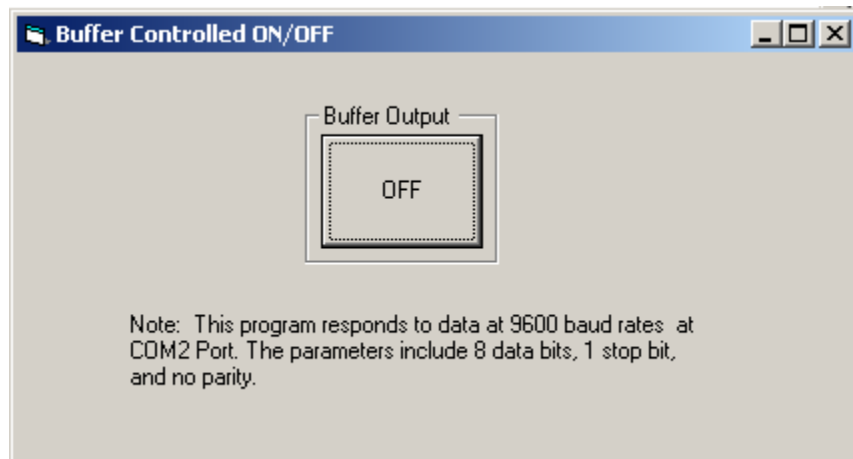 Buffer Controlled ON/OFF
Buffer Output
OFF
Note: This program responds to data at 9600 baud rates at
COM2 Port. The parameters include 8 data bits, 1 stop bit,
and no parity.